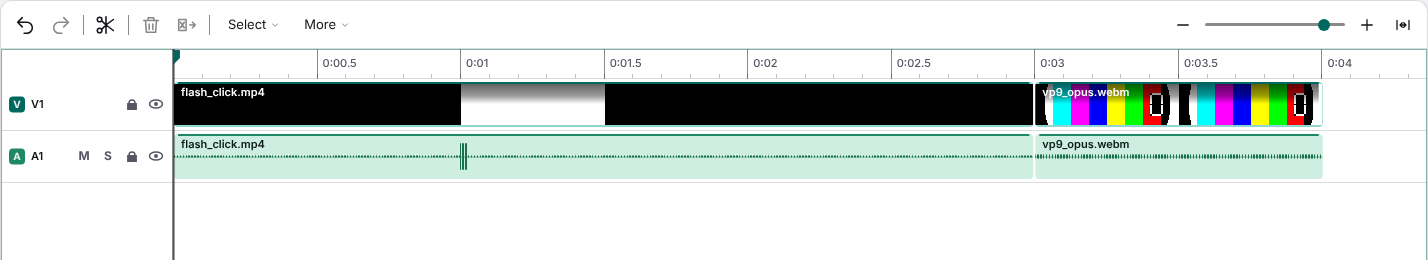 Select More
0:00.5 0:01 0:01.5 0:02 0:02.5 0:03 0:03.5 0:04
V V1 flash_click.mp4 vp9_opus.webm
A A1 M S flash_click.mp4 vp9_opus.webm